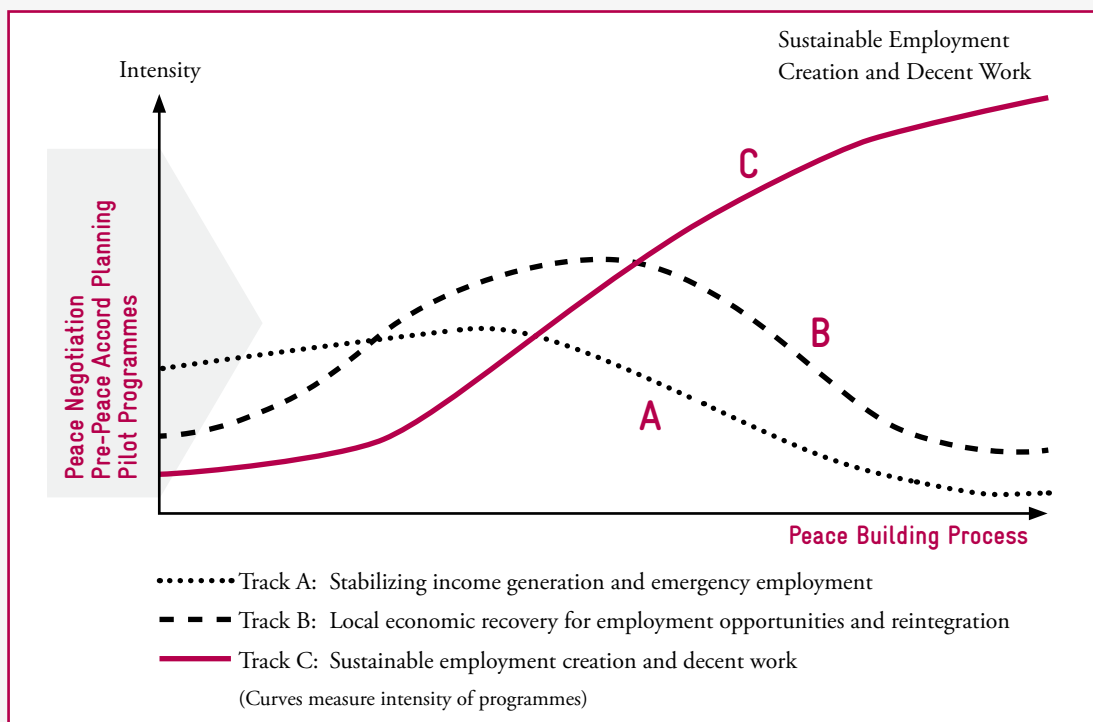 Sustainable Employment
Creation and Decent Work
Intensity
Peace Negotiation
Pre-Peace Accord Planning
Pilot Programmes
C
B
A
Peace Building Process
Track A: Stabilizing income generation and emergency employment
Track B: Local economic recovery for employment opportunities and reintegration
Track C: Sustainable employment creation and decent work
(Curves measure intensity of programmes)